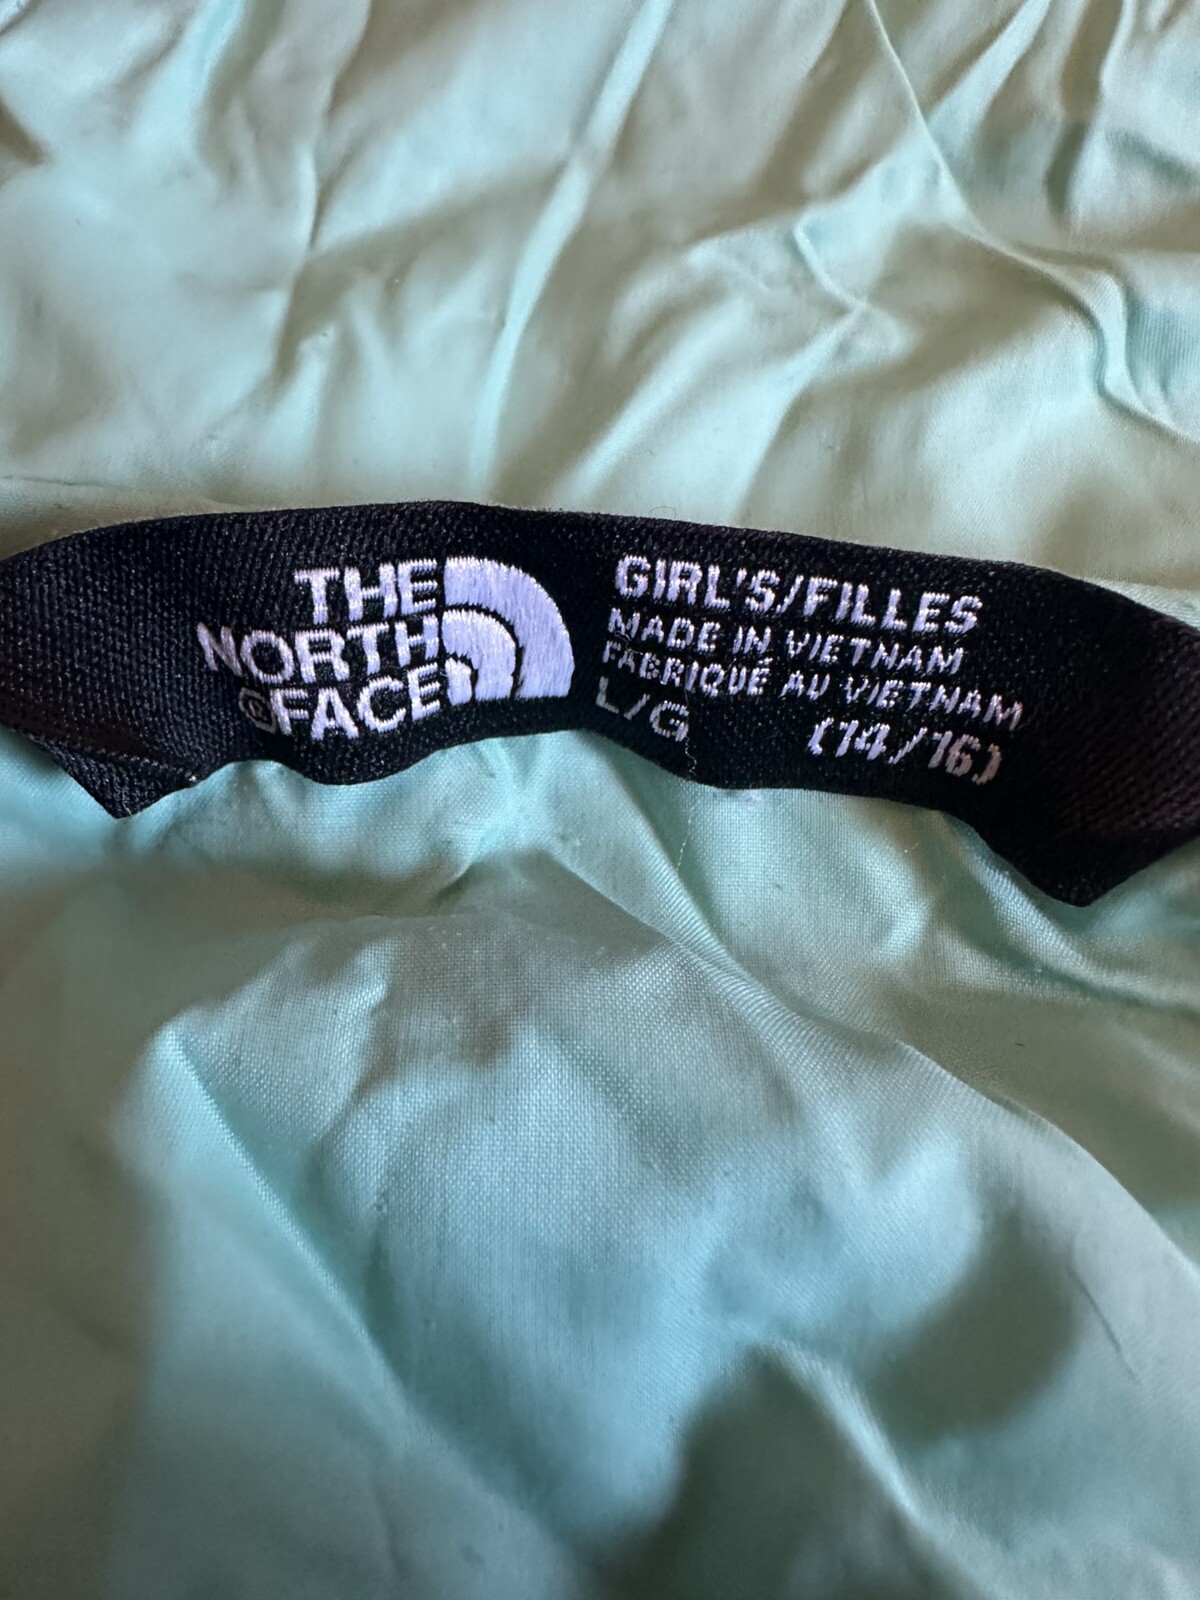 THE
NORTH
©FACE
GIRL'S/FILLES
MADE IN VIETNAM
FABRIQUÉ AU VIETNAM
L/G (14/16)